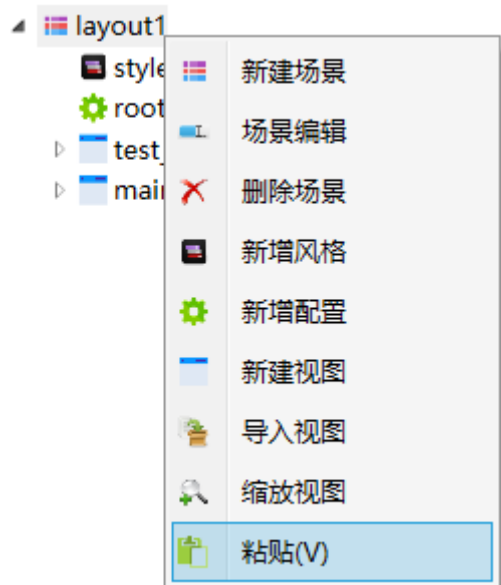 layout1
style
root
test_
main
新建场景
场景编辑
删除场景
新增风格
新增配置
新建视图
导入视图
缩放视图
粘贴(V)